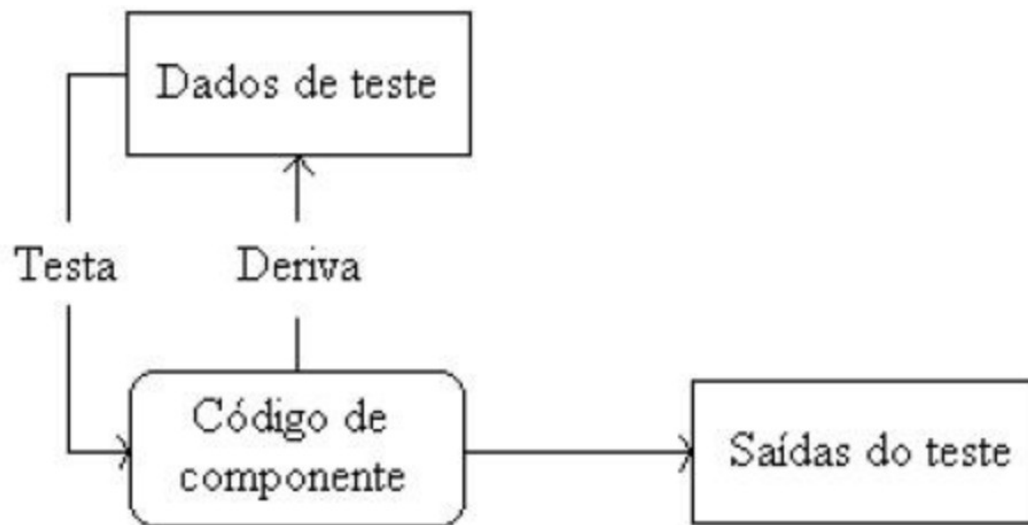 Dados de teste
Testa
Deriva
Código de
componente
Saídas do teste